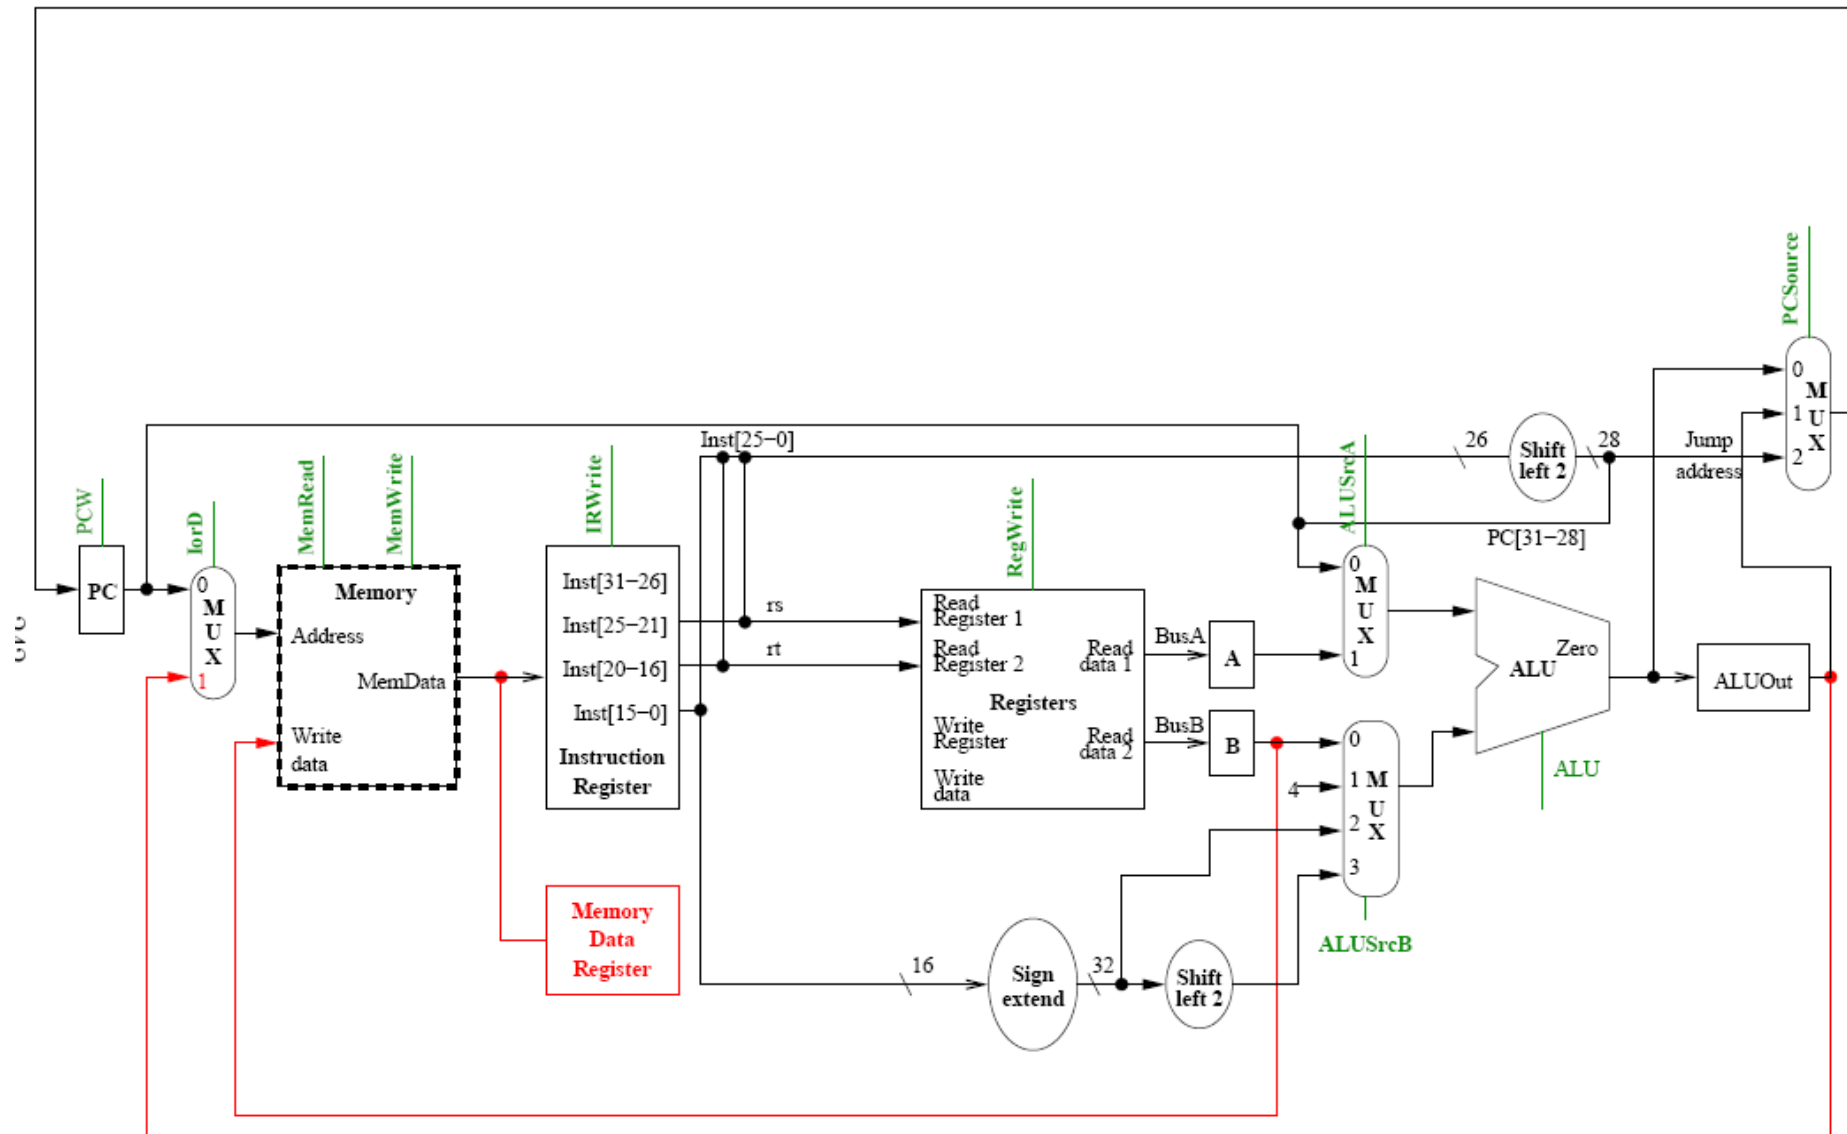 PCSource
0
M
1
U
X
2
Inst[25−0]
26
Shift
left 2
28
Jump
address
PC[31−28]
PCW
IorD
MemRead
MemWrite
IRWrite
RegWrite
ALUSrcA
PC
0
M
U
X
1
Memory
Address
MemData
Write
data
Inst[31−26]
Inst[25−21]
Inst[20−16]
Inst[15−0]
Instruction
Register
rs
rt
Read
Register 1
Read
Register 2
Registers
Write
Register
Write
data
Read
data 1
Read
data 2
BusA
A
BusB
B
0
M
U
X
1
0
4
1 M
U
2 X
3
ALUSrcB
Zero
ALU
ALU
ALUOut
Memory
Data
Register
16
Sign
extend
32
Shift
left 2